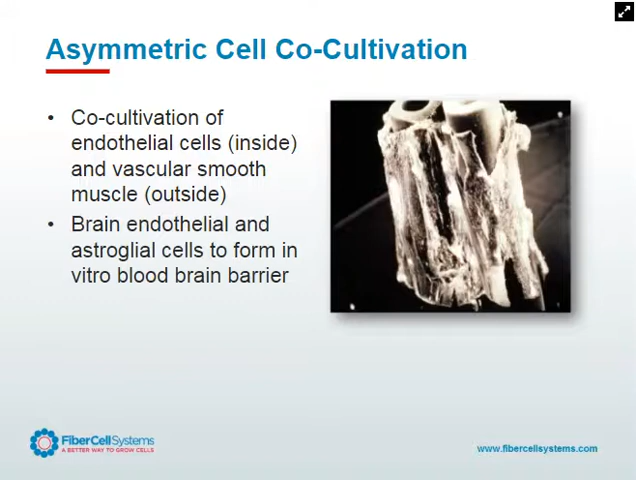 Asymmetric Cell Co-Cultivation
• Co-cultivation of
endothelial cells (inside)
and vascular smooth
muscle (outside)
• Brain endothelial and
astroglial cells to form in
vitro blood brain barrier
FiberCellSystems
A BETTER WAY TO GROW CELLS
www.fibercellsystems.com